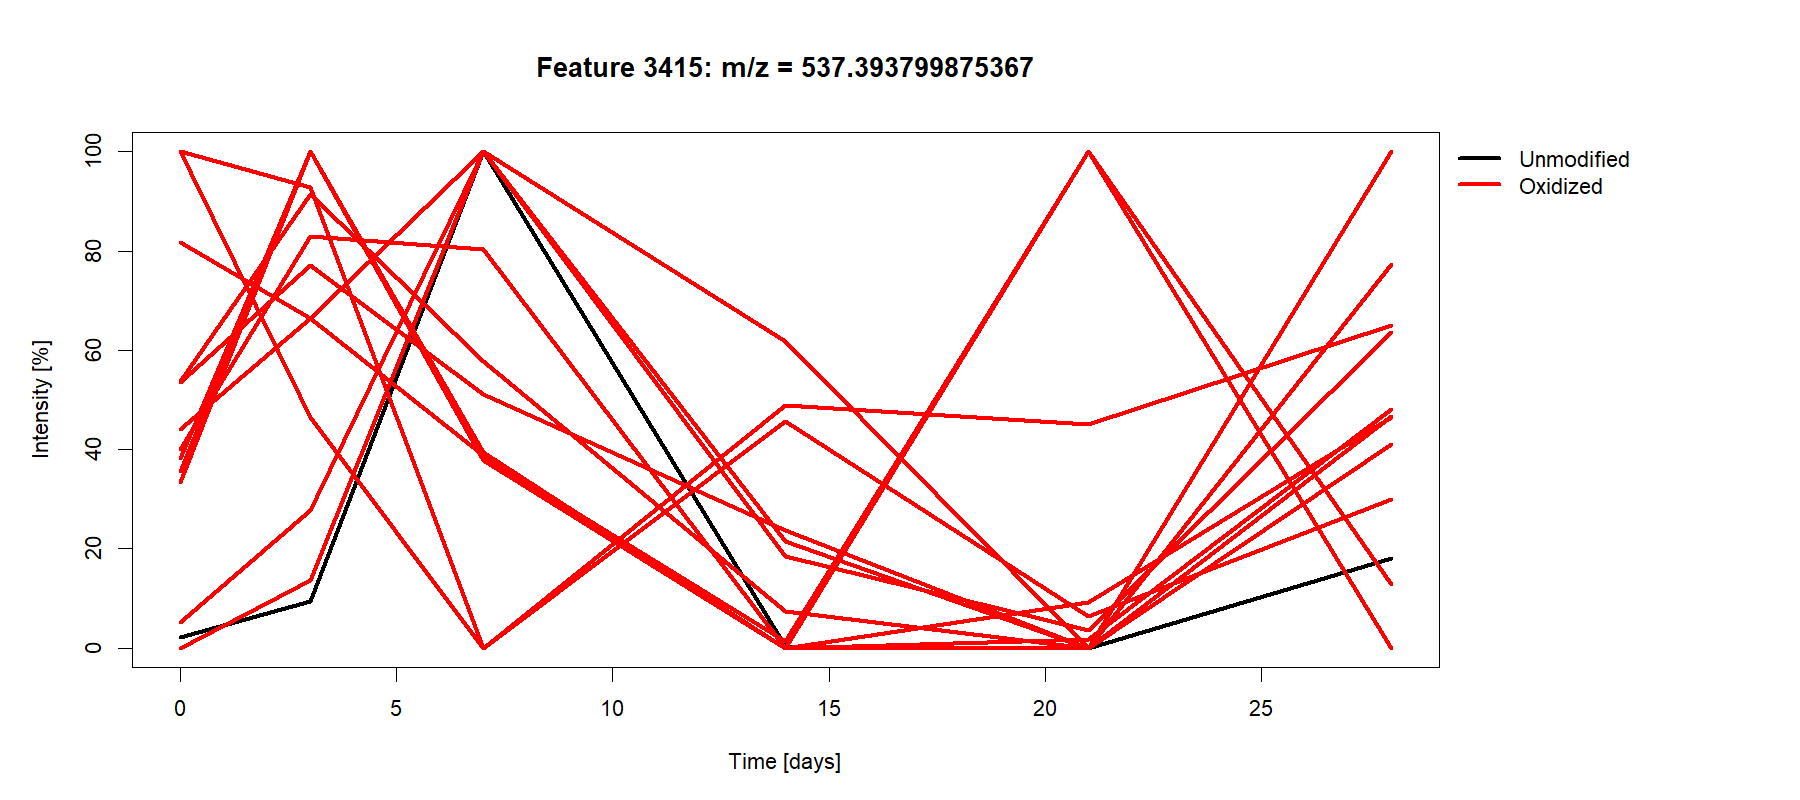 Feature 3415: m/z = 537.393799875367
Unmodified
Oxidized
Intensity [%]
100
80
60
40
20
0
0 5 10 15 20 25
Time [days]